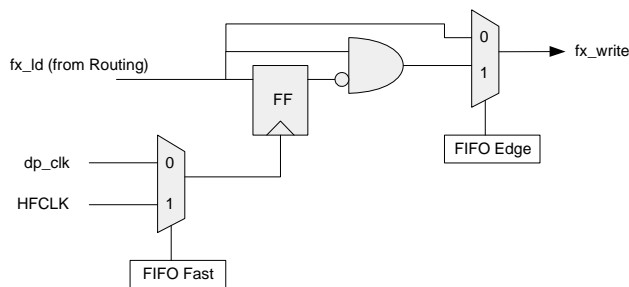 0
fx_write
fx_ld (from Routing)
1
FF
FIFO Edge
dp_clk
0
HFCLK
1
FIFO Fast